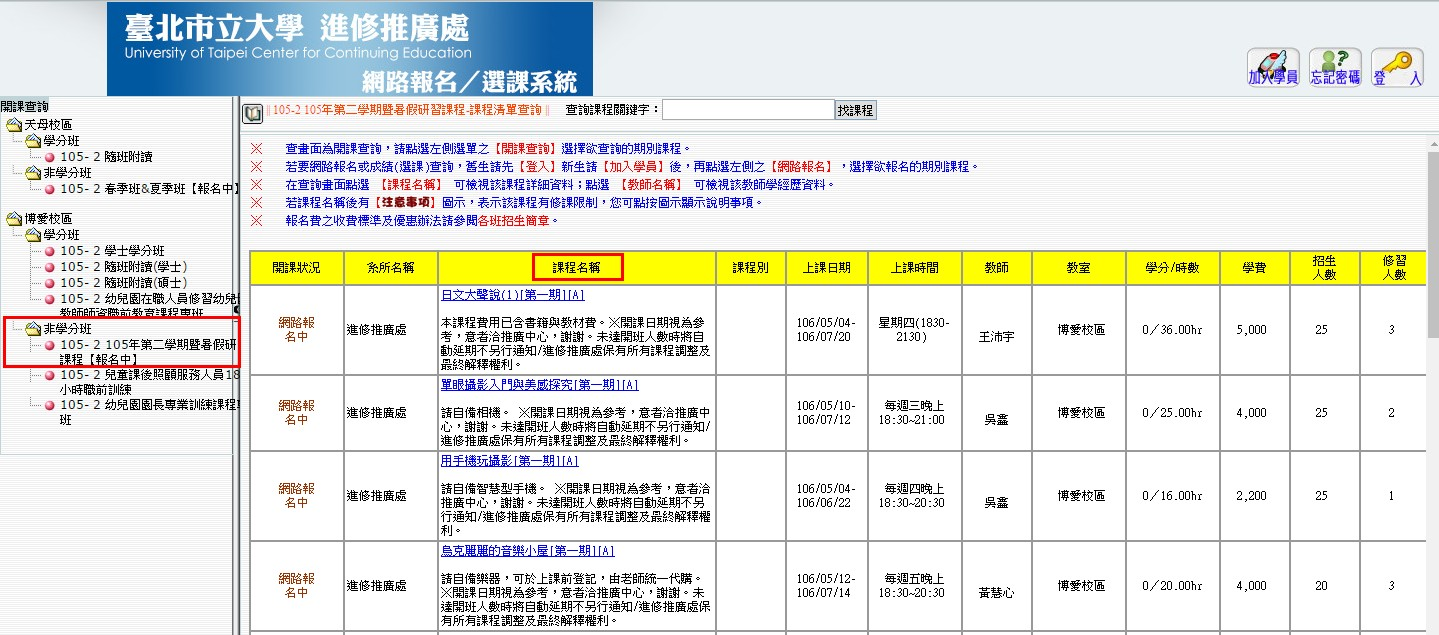 臺北市立大學 進修推廣處
University of Taipei Center for Continuing Education
網路報名／選課系統
加入學員
忘記密碼
登入
開課查詢
天母校區
學分班
105- 2 隨班附讀
非學分班
105- 2 春季班&夏季班【報名中】
博愛校區
學分班
105- 2 學士學分班
105- 2 隨班附讀(學士)
105- 2 隨班附讀(碩士)
105- 2 幼兒園在職人員修習幼兒
教師師資職前教育課程專班
非學分班
105- 2 105年第二學期暨暑假研
課程【報名中】
105- 2 兒童課後照顧服務人員18
小時職前訓練
105- 2 幼兒園園長專業訓練課程
班
‖105-2 105年第二學期暨暑假研習課程-課程清單查詢‖ 查詢課程關鍵字： 找課程
※ 查畫面為開課查詢，請點選左側選單之【開課查詢】選擇欲查詢的期別課程。
※ 若要網路報名或成績(選課)查詢，舊生請先【登入】新生請【加入學員】後，再點選左側之【網路報名】，選擇欲報名的期別課程。
※ 在查詢畫面點選 【課程名稱】 可檢視該課程詳細資料；點選 【教師名稱】 可檢視該教師學經歷資料。
※ 若課程名稱後有【注意事項】圖示，表示該課程有修課限制，您可點按圖示顯示說明事項。
※ 報名費之收費標準及優惠辦法請參閱各班招生簡章。
開課狀況 系所名稱 課程名稱 課程別 上課日期 上課時間 教師 教室 學分/時數 學費 招生人數 修習人數
日文大聲說(1)[第一期][A]
網路報名中 進修推廣處
本課程費用已含書籍與教材費。※開課日期視為參
考，意者洽推廣中心，謝謝。未達開班人數時將自
動延期不另行通知/進修推廣處保有所有課程調整及
最終解釋權利。
106/05/04-106/07/20 星期四(1830-2130) 王沛宇 博愛校區 0／36.00hr 5,000 25 3
單眼攝影入門與美感探究[第一期][A]
網路報名中 進修推廣處
請自備相機。 ※開課日期視為參考，意者洽推廣中
心，謝謝。未達開班人數時將自動延期不另行通知/
進修推廣處保有所有課程調整及最終解釋權利。
106/05/10-106/07/12 每週三晚上18:30~21:00 吳鑫 博愛校區 0／25.00hr 4,000 25 2
用手機玩攝影[第一期][A]
網路報名中 進修推廣處
請自備智慧型手機。 ※開課日期視為參考，意者洽
推廣中心，謝謝。未達開班人數時將自動延期不另
行通知/進修推廣處保有所有課程調整及最終解釋權
利。
106/05/04-106/06/22 每週四晚上18:30~20:30 吳鑫 博愛校區 0／16.00hr 2,200 25 1
烏克麗麗的音樂小屋[第一期][A]
網路報名中 進修推廣處
請自備樂器，可於上課前登記，由老師統一代購。
※開課日期視為參考，意者洽推廣中心，謝謝。未
達開班人數時將自動延期不另行通知/進修推廣處保
有所有課程調整及最終解釋權利。
106/05/12-106/07/14 每週五晚上18:30~20:30 黃慧心 博愛校區 0／20.00hr 4,000 20 3